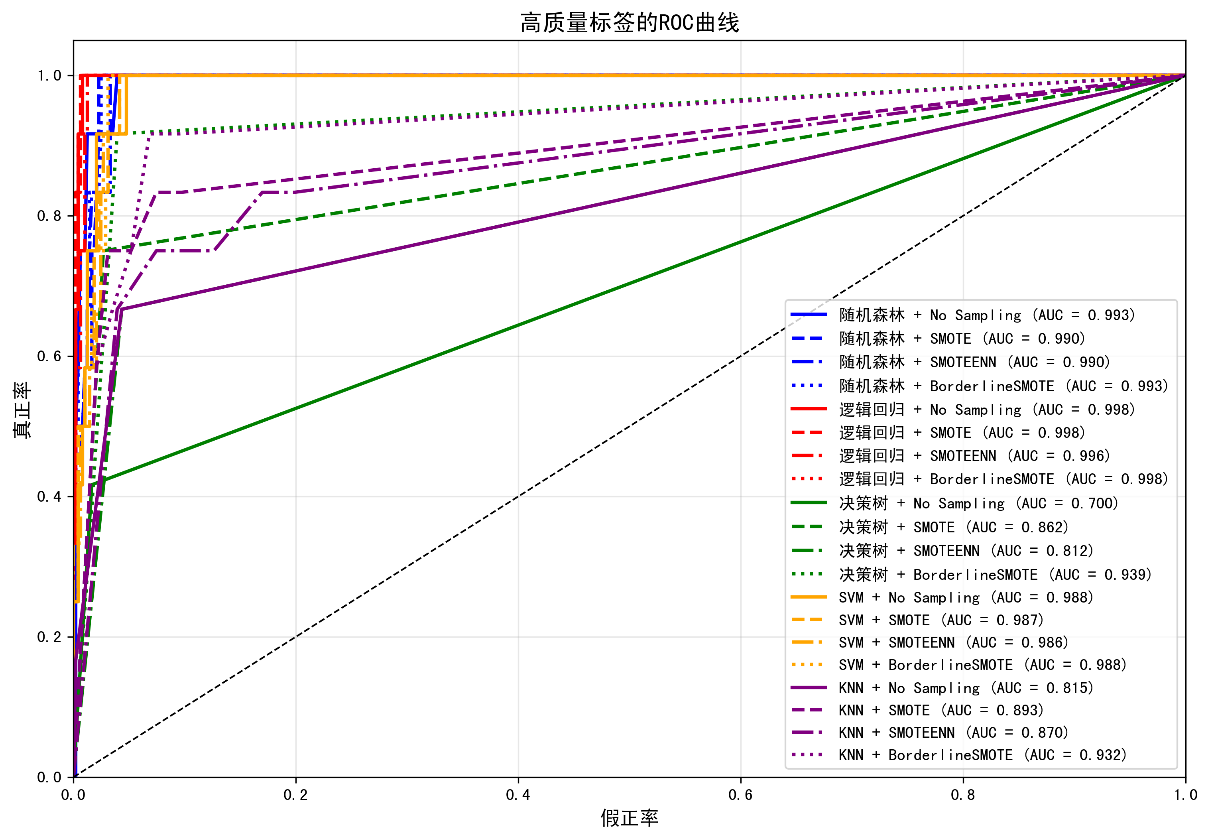 高质量标签的ROC曲线
真正率
1.0
0.8
0.6
0.4
0.2
0.0
0.0 0.2 0.4 0.6 0.8 1.0
假正率
随机森林 + No Sampling (AUC = 0.993)
随机森林 + SMOTE (AUC = 0.990)
随机森林 + SMOTEENN (AUC = 0.990)
随机森林 + BorderlineSMOTE (AUC = 0.993)
逻辑回归 + No Sampling (AUC = 0.998)
逻辑回归 + SMOTE (AUC = 0.998)
逻辑回归 + SMOTEENN (AUC = 0.996)
逻辑回归 + BorderlineSMOTE (AUC = 0.998)
决策树 + No Sampling (AUC = 0.700)
决策树 + SMOTE (AUC = 0.862)
决策树 + SMOTEENN (AUC = 0.812)
决策树 + BorderlineSMOTE (AUC = 0.939)
SVM + No Sampling (AUC = 0.988)
SVM + SMOTE (AUC = 0.987)
SVM + SMOTEENN (AUC = 0.986)
SVM + BorderlineSMOTE (AUC = 0.988)
KNN + No Sampling (AUC = 0.815)
KNN + SMOTE (AUC = 0.893)
KNN + SMOTEENN (AUC = 0.870)
KNN + BorderlineSMOTE (AUC = 0.932)